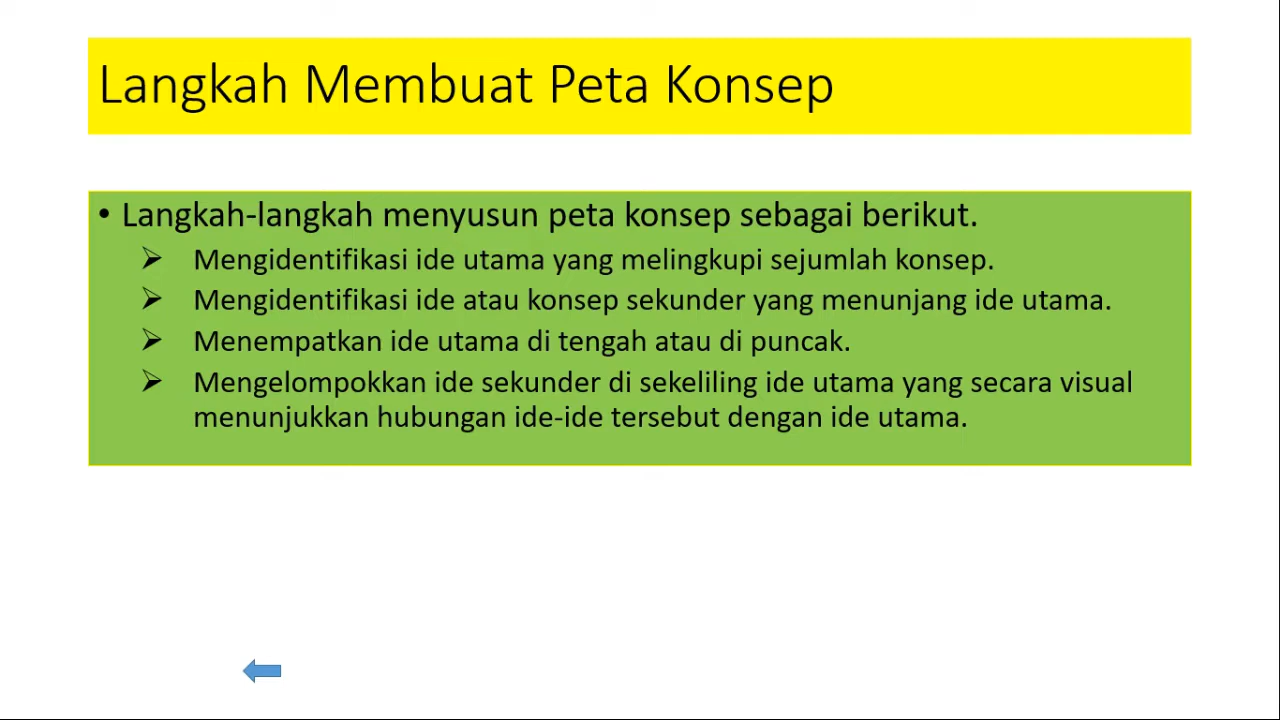 Langkah Membuat Peta Konsep
• Langkah-langkah menyusun peta konsep sebagai berikut.
➢ Mengidentifikasi ide utama yang melingkupi sejumlah konsep.
➢ Mengidentifikasi ide atau konsep sekunder yang menunjang ide utama.
➢ Menempatkan ide utama di tengah atau di puncak.
➢ Mengelompokkan ide sekunder di sekeliling ide utama yang secara visual
menunjukkan hubungan ide-ide tersebut dengan ide utama.